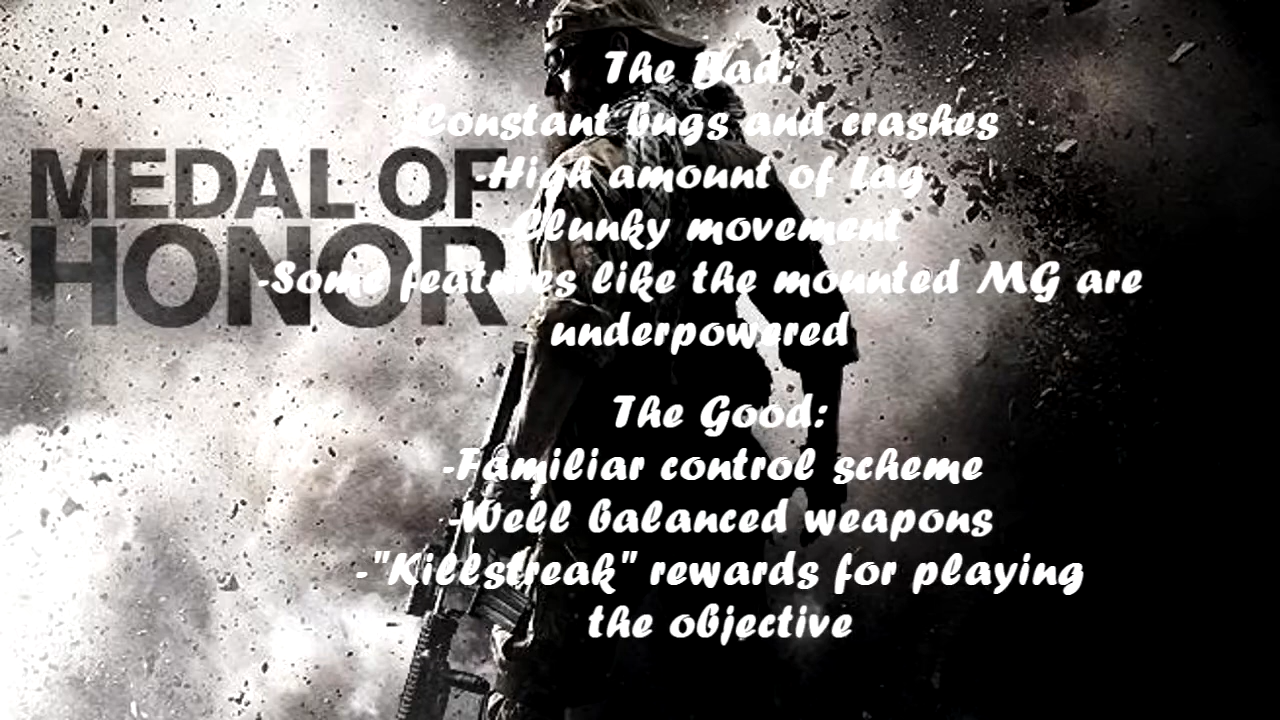 MEDAL OF
HONOR
The Bad:
-Constant bugs and crashes
-High amount of Lag
-Clunky movement
-Some features like the mounted MG are
underpowered
The Good:
-Familiar control scheme
-Well balanced weapons
-"Killstreak" rewards for playing
the objective